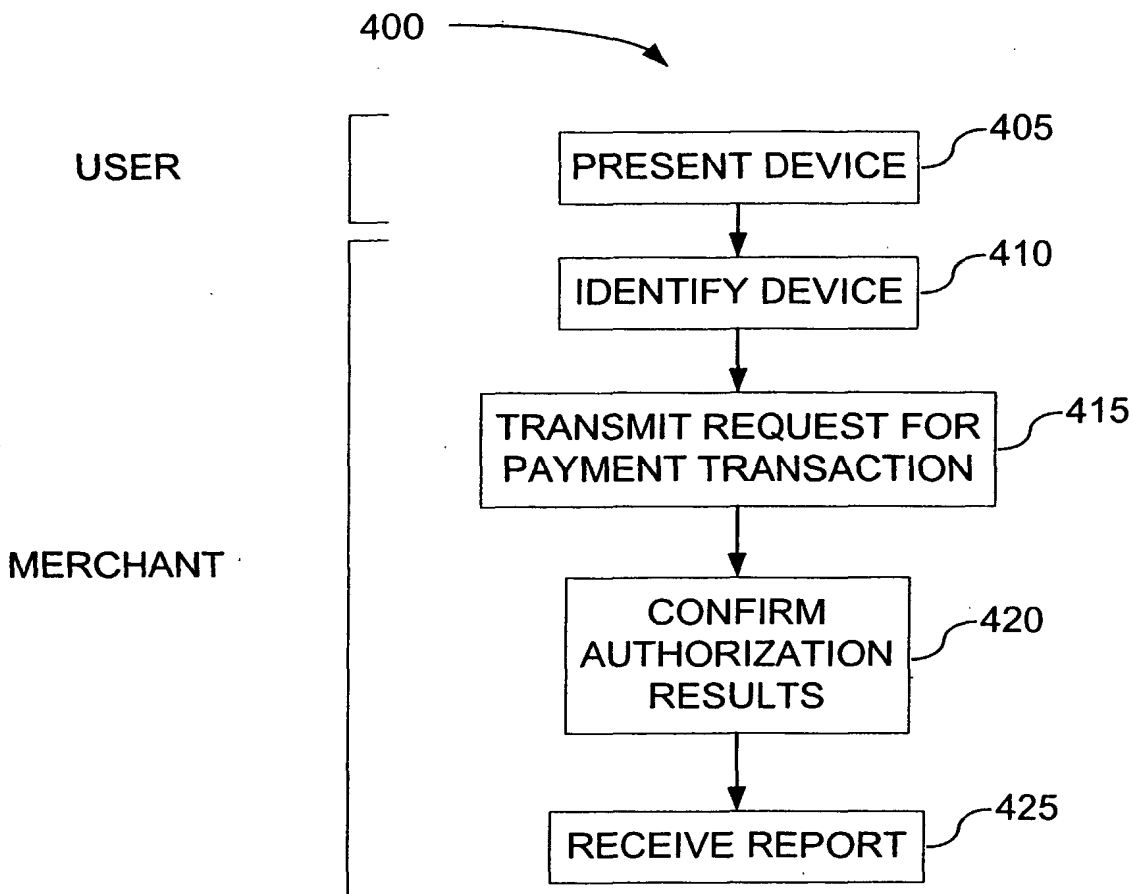 400
USER
PRESENT DEVICE
405
IDENTIFY DEVICE
410
TRANSMIT REQUEST FOR
PAYMENT TRANSACTION
415
MERCHANT
CONFIRM
AUTHORIZATION
RESULTS
420
RECEIVE REPORT
425